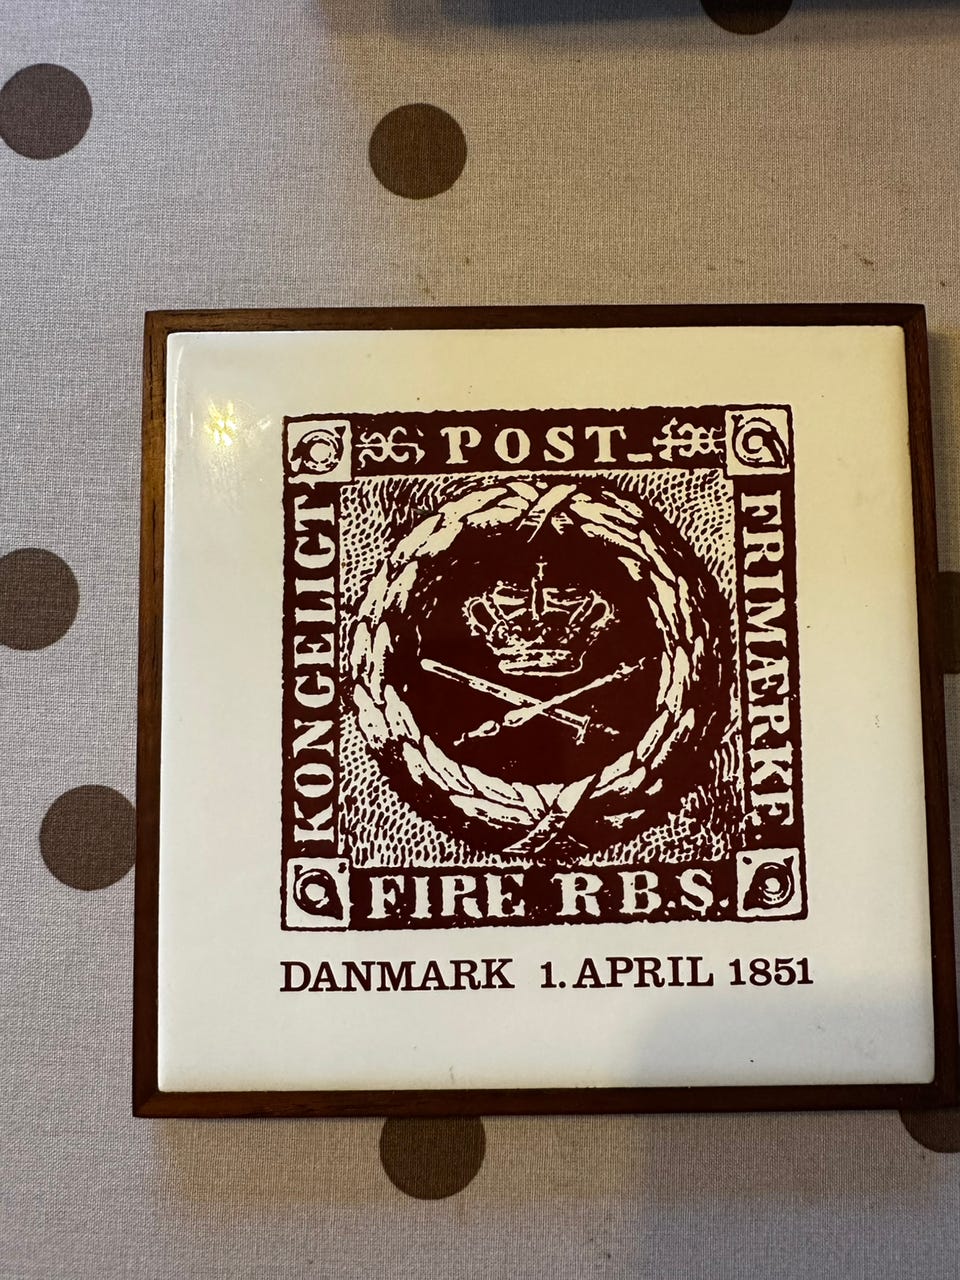 POST
KONGELIGT
FRIMÆRKE.
FIRE R.B.S.
DANMARK 1. APRIL 1851